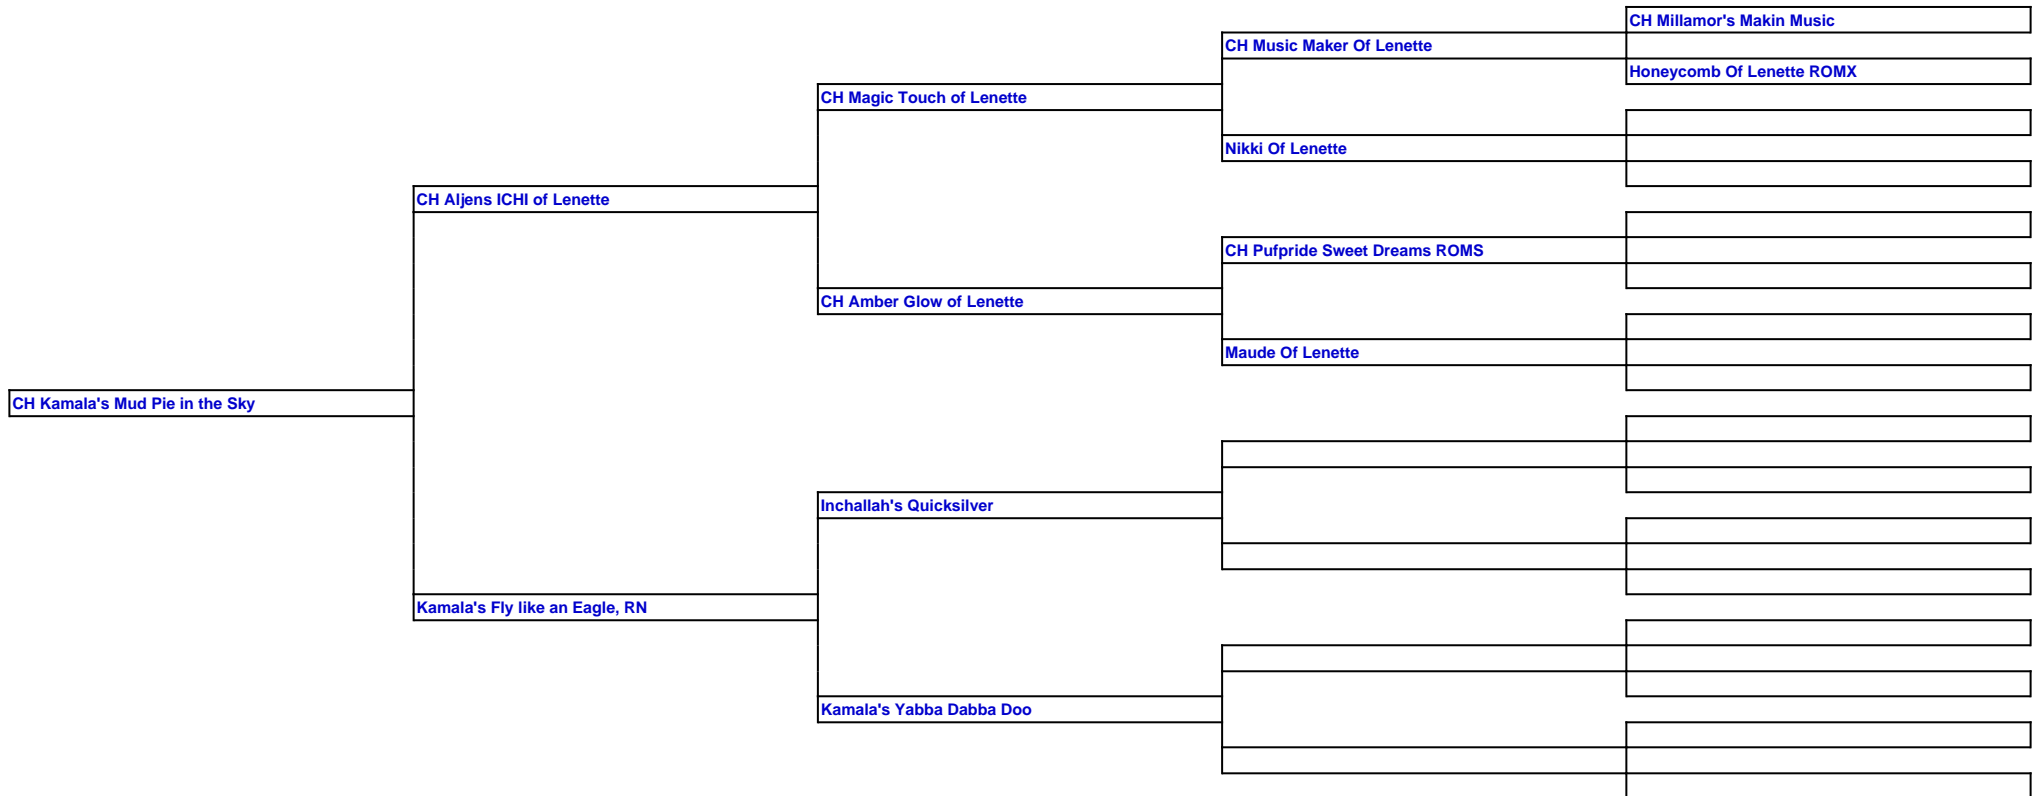 CH Millamor's Makin Music
CH Music Maker Of Lenette
Honeycomb Of Lenette ROMX
CH Magic Touch of Lenette
Nikki Of Lenette
CH Aljens ICHI of Lenette
CH Pufpride Sweet Dreams ROMS
CH Amber Glow of Lenette
Maude Of Lenette
CH Kamala's Mud Pie in the Sky
Inchallah's Quicksilver
Kamala's Fly like an Eagle, RN
Kamala's Yabba Dabba Doo